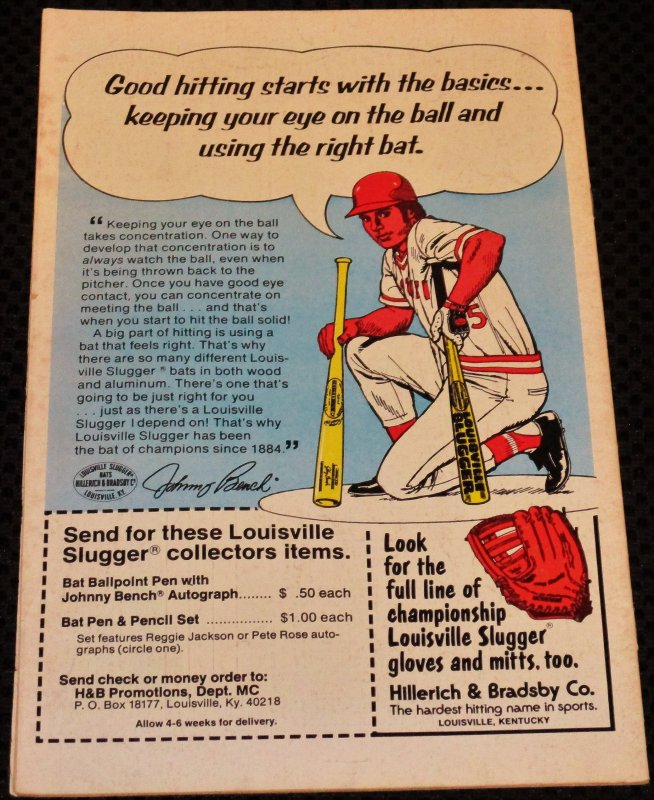 Good hitting starts with the basics...
keeping your eye on the ball and
using the right bat.
“ Keeping your eye on the ball
takes concentration. One way to
develop that concentration is to
always watch the ball, even when
it's being thrown back to the
pitcher. Once you have good eye
contact, you can concentrate on
meeting the ball . . . and that's
when you start to hit the ball solid!
A big part of hitting is using a
bat that feels right. That's why
there are so many different Louis-
ville Slugger ® bats in both wood
and aluminum. There's one that's
going to be just right for you
. . . just as there's a Louisville
Slugger I depend on! That's why
Louisville Slugger has been
the bat of champions since 1884.”
LOUISVILLE SLUGGER®
BATS
HILLERICH & BRADSBY Cº
LOUISVILLE. KY.
Johnny Bench
5
LOUISVILLE
SLUGGER
Send for these Louisville
Slugger® collectors items.
Bat Ballpoint Pen with
Johnny Bench® Autograph........ $ .50 each
Bat Pen & Pencil Set ................ $1.00 each
Set features Reggie Jackson or Pete Rose auto-
graphs (circle one).
Send check or money order to:
H&B Promotions, Dept. MC
P. O. Box 18177, Louisville, Ky. 40218
Allow 4-6 weeks for delivery.
Look
for the
full line of
championship
Louisville Slugger®
gloves and mitts, too.
Hillerich & Bradsby Co.
The hardest hitting name in sports.
LOUISVILLE, KENTUCKY